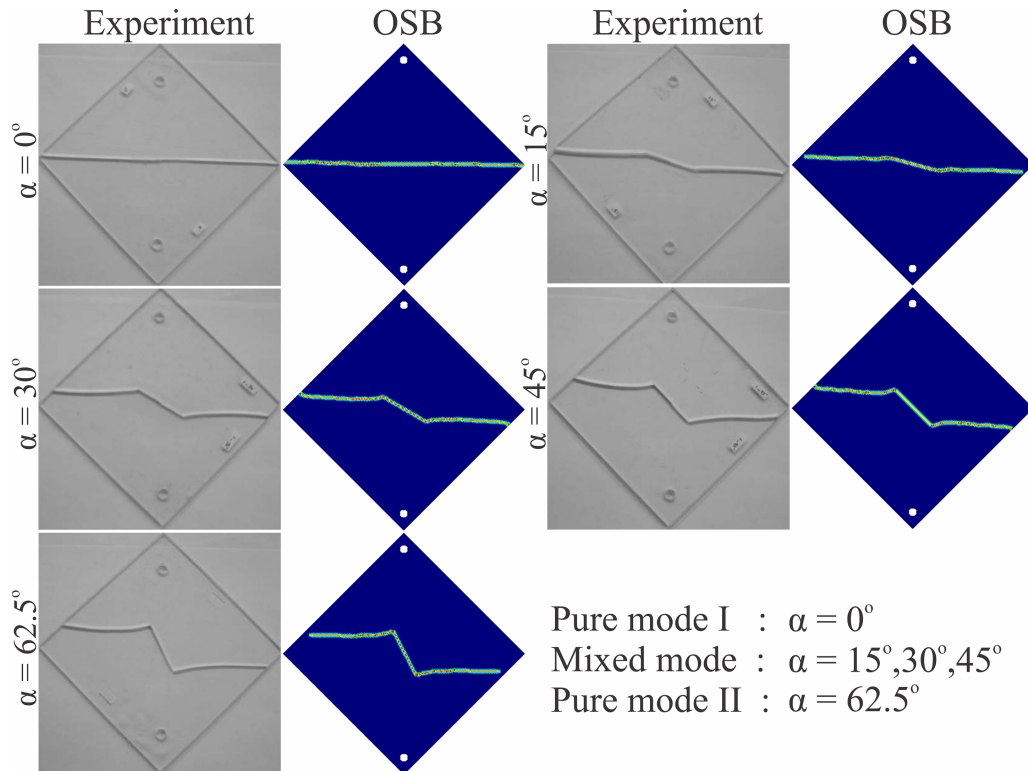 Experiment OSB Experiment OSB
α = 0°
α = 15°
α = 30°
α = 45°
α = 62.5°
Pure mode I : α = 0°
Mixed mode : α = 15°,30°,45°
Pure mode II : α = 62.5°